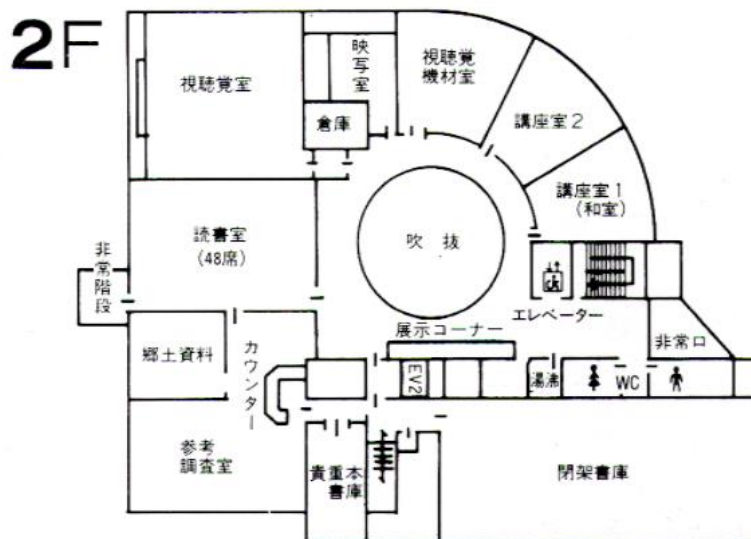 2F
視聴覚室
映写室
視聴覚
機材室
倉庫
講座室2
講座室1
(和室)
読書室
(48席)
吹抜
非常階段
エレベーター
展示コーナー
非常口
郷土資料
カウンター
EV2
湯沸
WC
参考
調査室
貴重本
書庫
閉架書庫